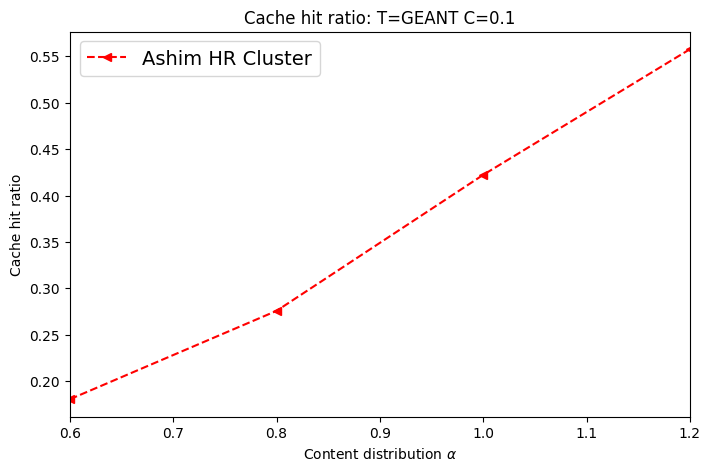 Cache hit ratio: T=GEANT C=0.1
Ashim HR Cluster
Cache hit ratio
0.55
0.50
0.45
0.40
0.35
0.30
0.25
0.20
0.6 0.7 0.8 0.9 1.0 1.1 1.2
Content distribution α